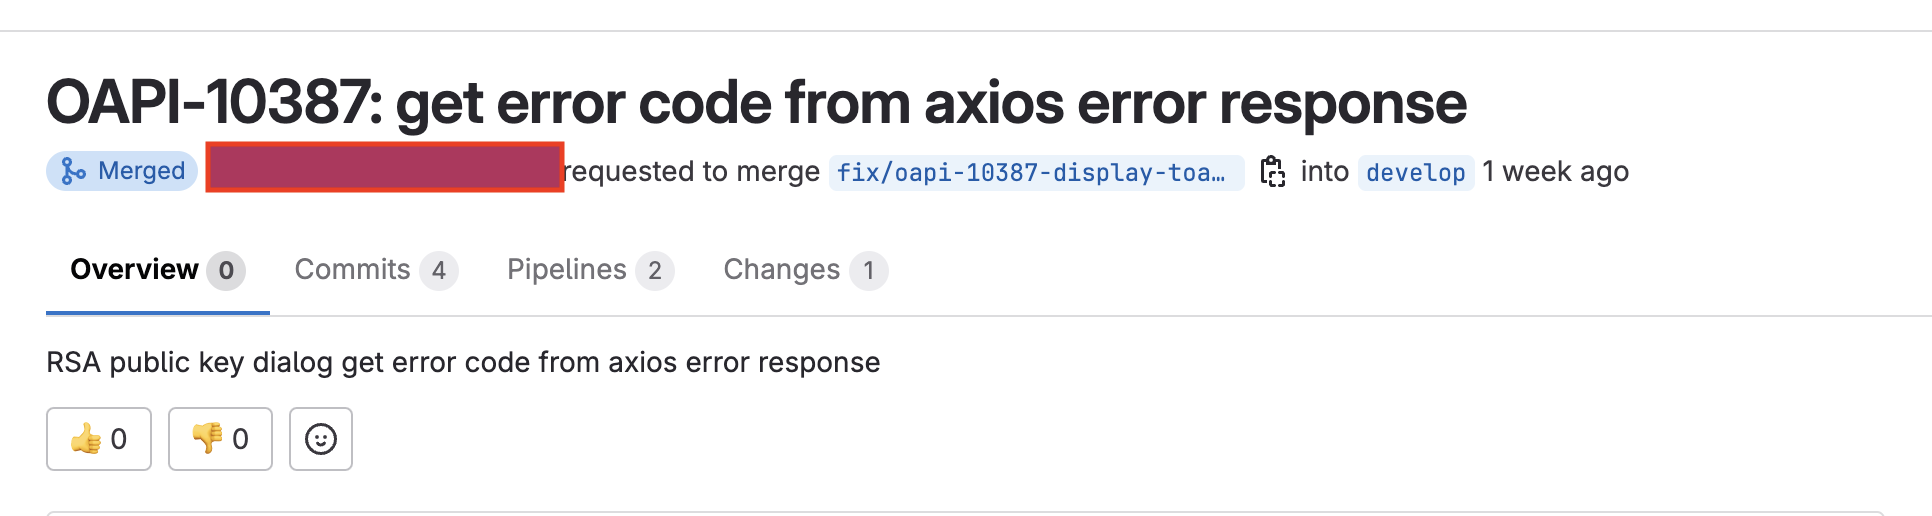 OAPI-10387: get error code from axios error response
Merged requested to merge fix/oapi-10387-display-toa… into develop 1 week ago
Overview 0 Commits 4 Pipelines 2 Changes 1
RSA public key dialog get error code from axios error response
0 0